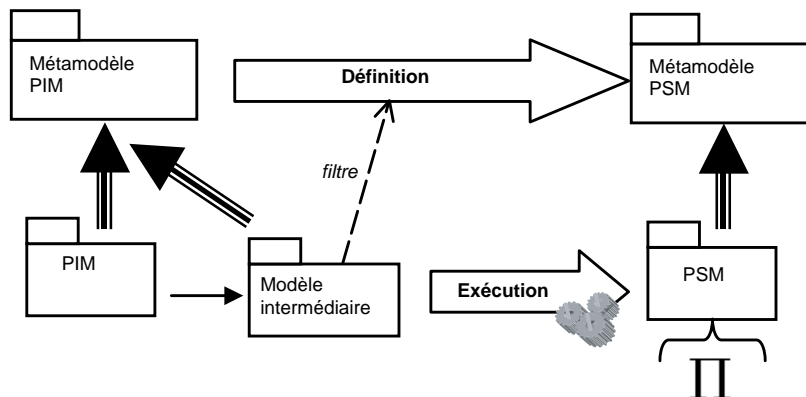 Métamodèle
PIM
Définition
Métamodèle
PSM
filtre
PIM
Modèle
intermédiaire
Exécution
PSM